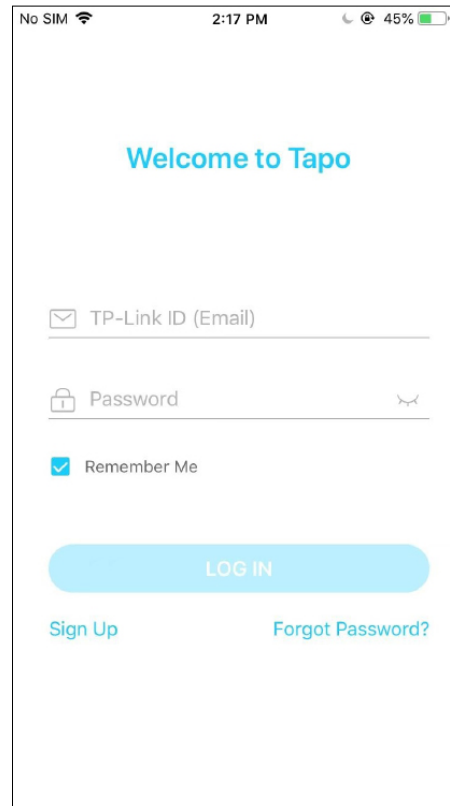 No SIM 2:17 PM 45%
Welcome to Tapo
TP-Link ID (Email)
Password
Remember Me
LOG IN
Sign Up Forgot Password?